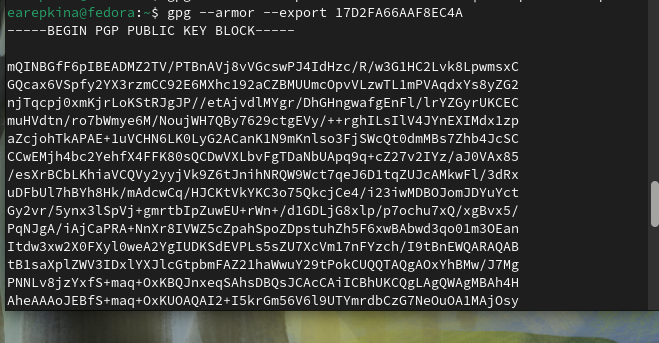 earepkina@fedora:~$ gpg --armor --export 17D2FA66AAF8EC4A
-----BEGIN PGP PUBLIC KEY BLOCK-----
mQINBGfF6pIBEADMZ2TV/PTBnAVj8vVGcswPJ4IdHzc/R/w3G1HC2Lvk8LpwmsxC
GQcax6VSpfy2YX3rzmCC92E6MXhc192aCZBMUUmcOpvVLzwTL1mPVAqdxYs8yZG2
njTqcpj0xmKjrLoKStRJgJP//etAjvdlMYgr/DhGHngwafgEnFl/lrYZGyrUKCEC
muHVdtn/ro7bWmye6M/NoujWH7QBy7629ctgEVy/++rghILsIlV4JYnEXIMdx1zp
aZcjohTkAPAE+1uVCHN6LK0LyG2ACanK1N9mKnlso3FjSWcQt0dmMBs7Zhb4JcSC
CCwEMjh4bc2YehfX4FFK80sQCDwVXLbvFgTDaNbUApq9q+cZ27v2IYz/aJ0VAx85
/esXrBCbLKhiaVCQVy2yyjVk9Z6tJnihNRQW9Wct7qeJ6D1tqZUJcAMkwFl/3dRx
uDFbUl7hBYh8Hk/mAdcwCq/HJCKtVkYKC3o75QkcjCe4/i23iwMDBOJomJDYuYct
Gy2vr/5ynx3lSpVj+gmrtbIpZuwEU+rWn+/d1GDLjG8xlp/p7ochu7xQ/xgBvx5/
PqNJgA/iAjCaPRA+NnXr8IVWZ5cZpahSpoZDpstuhZh5F6xwBAbwd3qo01m3OEan
Itdw3xw2X0FXyl0weA2YgIUDKSdEVPLs5sZU7XcVm17nFYzch/I9tBnEWQARAQAB
tB1saXplZWV3IDxlYXJlcGtpbmFAZ21haWwuY29tPokCUQQTAQgAOxYhBMw/J7Mg
PNNLv8jzYxfS+maq+OxKBQJnxeqSAhsDBQsJCAcCAiICBhUKCQgLAgQWAgMBAh4H
AheAAAoJEBfS+maq+OxKUOAQAI2+I5krGm56V6l9UTYmrdbCzG7NeOuOA1MAjOsy